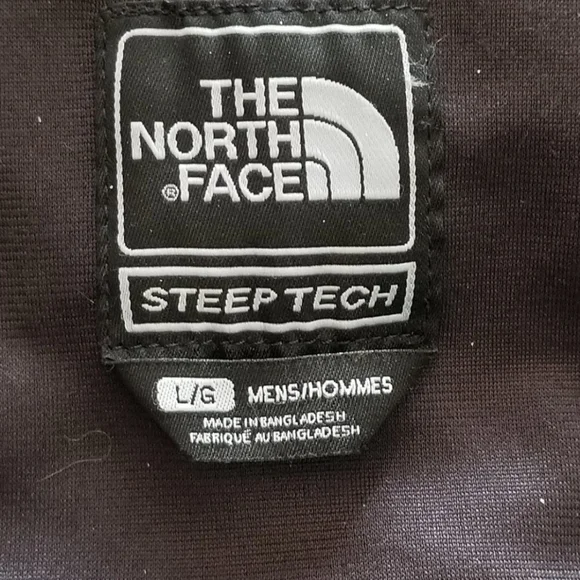 THE
NORTH
® FACE
STEEP TECH
L/G MENS/HOMMES
MADE IN BANGLADESH
FABRIQUÉ AU BANGLADESH